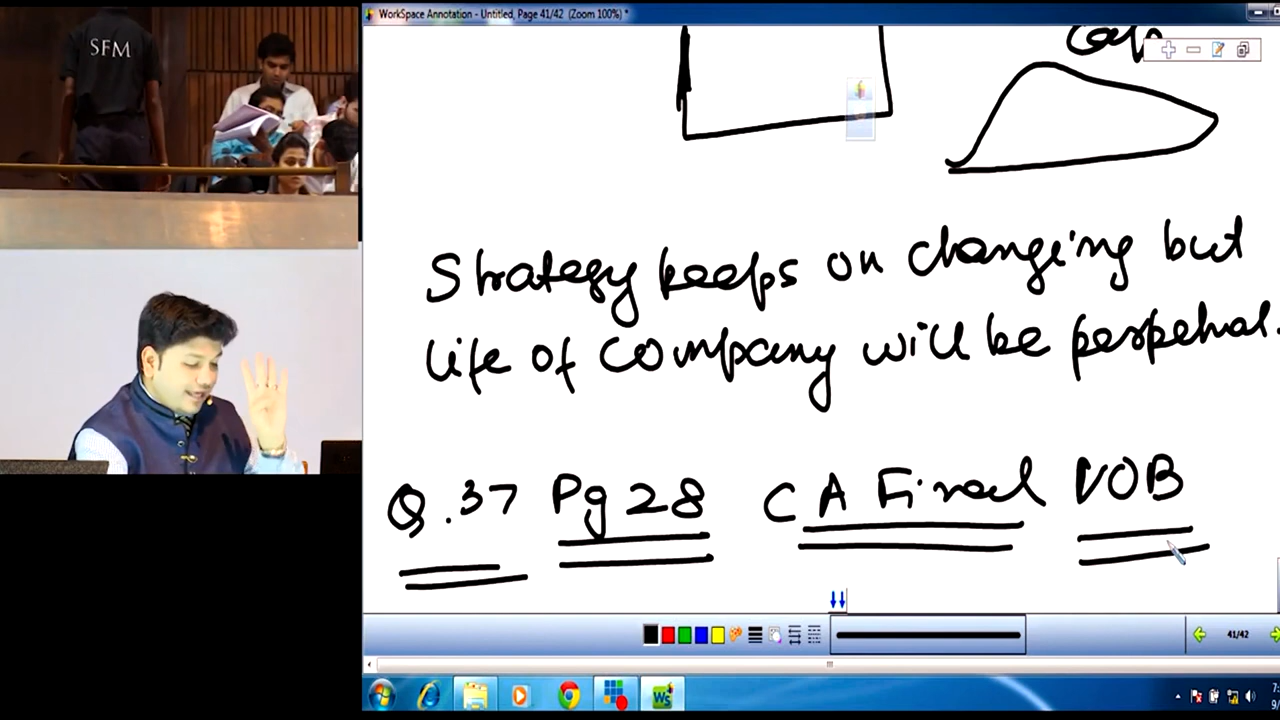 SFM
WorkSpace Annotation - Untitled, Page 41/42 (Zoom 100%) *
Strategy keeps on changing but
life of company will be perpetual.
Q.37 Pg 28 CA Final VOB
41/42